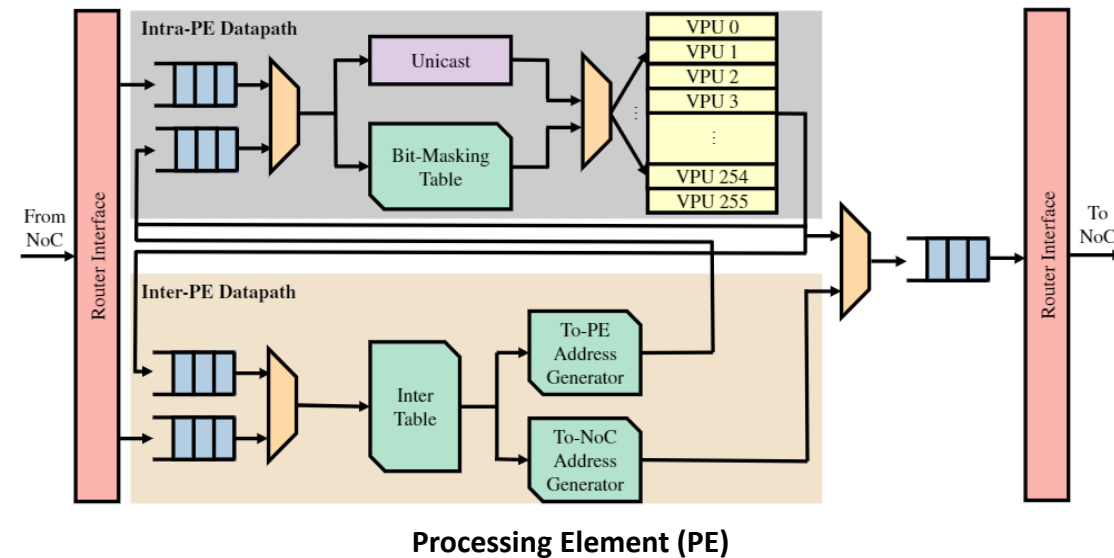 Intra-PE Datapath
Unicast
Bit-Masking
Table
VPU 0
VPU 1
VPU 2
VPU 3
⋮
⋮
VPU 254
VPU 255
From
NoC
Router Interface
Router Interface
To
NoC
Inter-PE Datapath
Inter
Table
To-PE
Address
Generator
To-NoC
Address
Generator
Processing Element (PE)